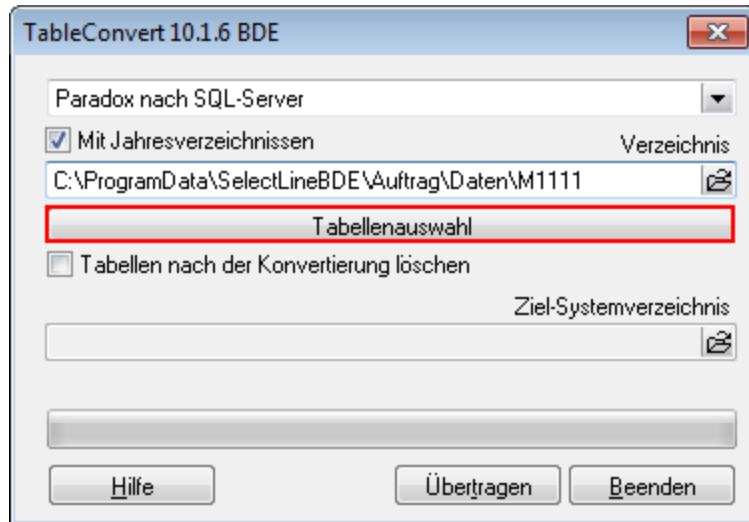 TableConvert 10.1.6 BDE
Paradox nach SQL-Server
Mit Jahresverzeichnissen
Verzeichnis
C:\ProgramData\SelectLineBDE\Auftrag\Daten\M1111
Tabellenauswahl
Tabellen nach der Konvertierung löschen
Ziel-Systemverzeichnis
Hilfe Übertragen Beenden